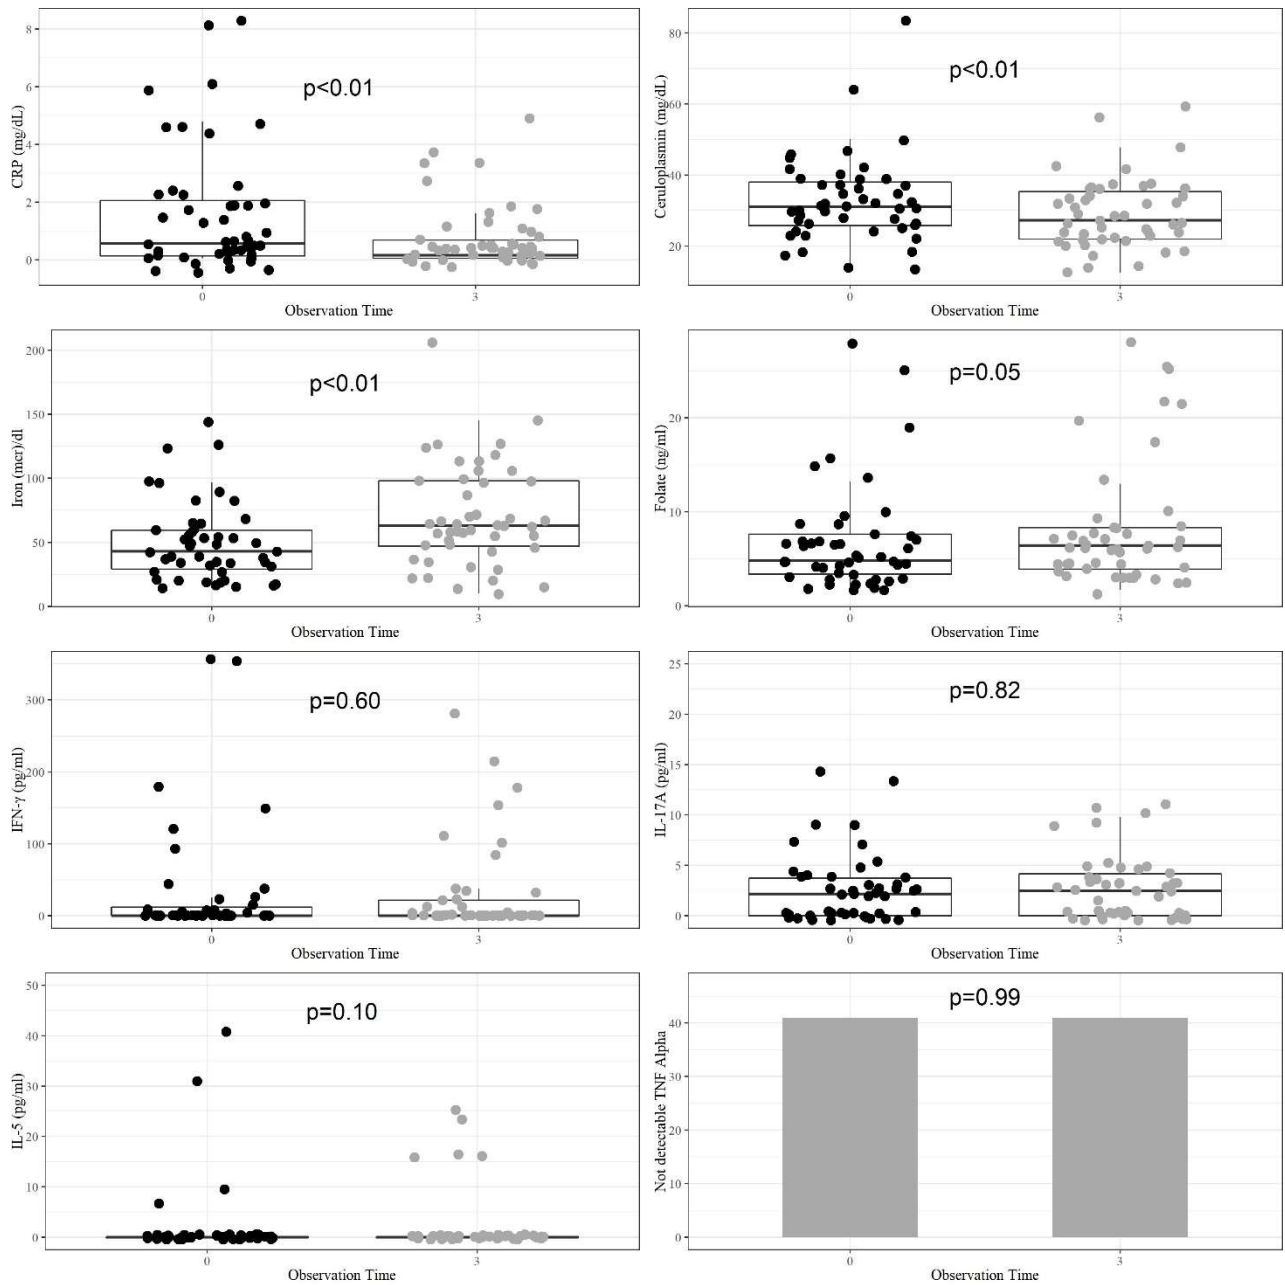 CRP (mg/dL)
8
6
4
2
0
p<0.01
0
3
Observation Time
Ceruloplasmin (mg/dL)
80
60
40
20
p<0.01
0
3
Observation Time
Iron (mcr)/dl
200
150
100
50
0
p<0.01
0
3
Observation Time
Folate (ng/ml)
20
10
0
p=0.05
0
3
Observation Time
IFN-γ (pg/ml)
300
200
100
0
p=0.60
0
3
Observation Time
IL-17A (pg/ml)
25
20
15
10
5
0
p=0.82
0
3
Observation Time
IL-5 (pg/ml)
50
40
30
20
10
0
p=0.10
0
3
Observation Time
Not detectable TNF Alpha
40
30
20
10
0
p=0.99
0
3
Observation Time